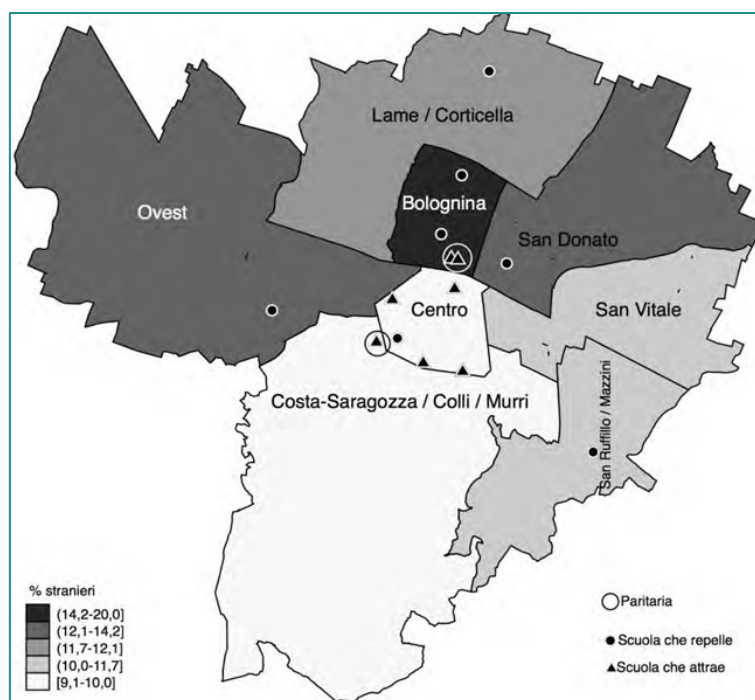 Lame / Corticella
Ovest
Bolognina
San Donato
Centro
San Vitale
Costa-Saragozza / Colli / Murri
San Ruffillo / Mazzini
% stranieri
(14,2-20,0]
(12,1-14,2]
(11,7-12,1]
(10,0-11,7]
[9,1-10,0]
Paritaria
Scuola che repelle
Scuola che attrae